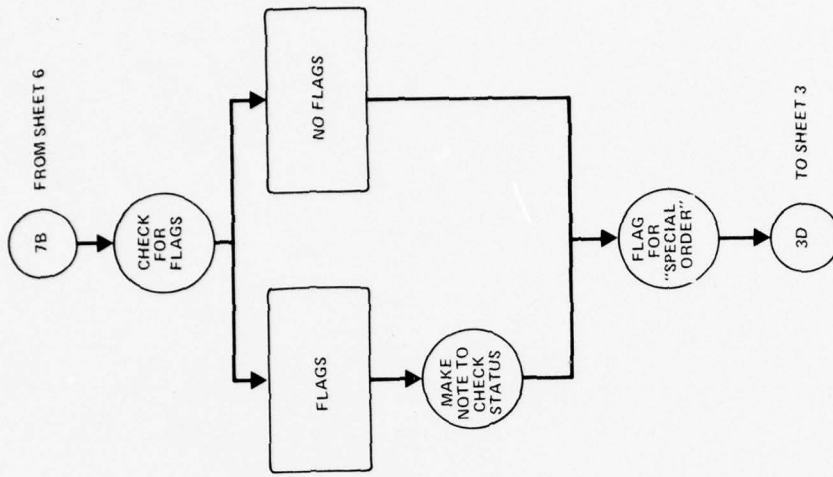 7B
FROM SHEET 6
CHECK
FOR
FLAGS
FLAGS
NO FLAGS
MAKE
NOTE TO
CHECK
STATUS
FLAG
FOR
"SPECIAL
ORDER"
3D
TO SHEET 3